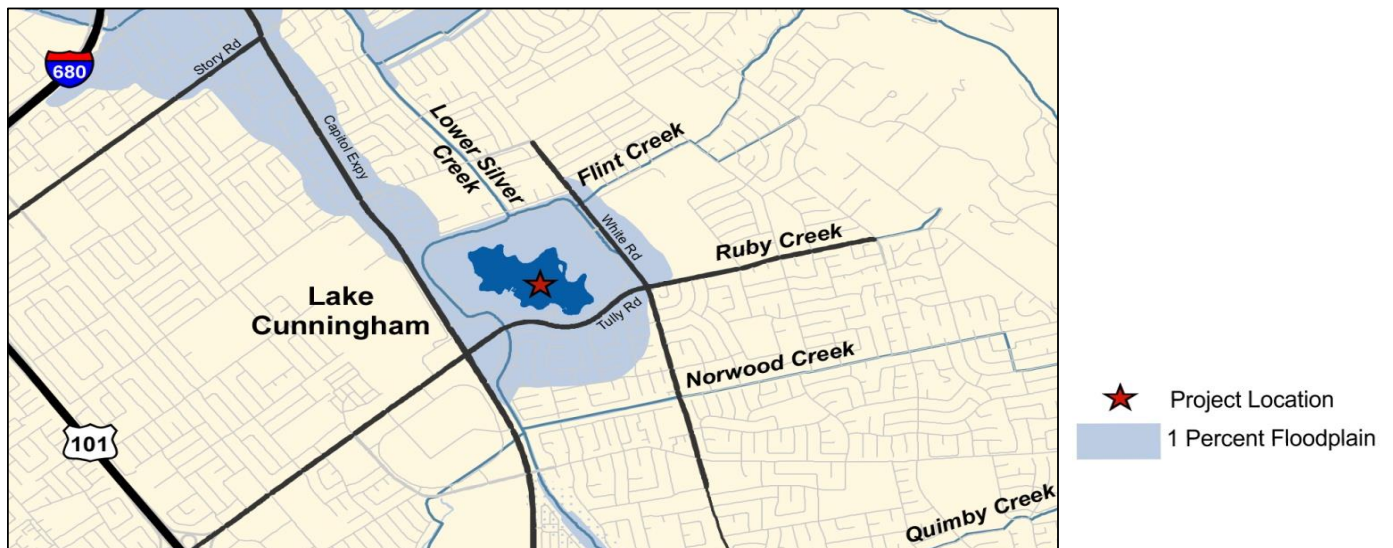 680
Story Rd
Capitol Expy
Lower Silver
Creek
Flint Creek
White Rd
Ruby Creek
Lake
Cunningham
Tully Rd
Norwood Creek
101
Quimby Creek
Project Location
1 Percent Floodplain